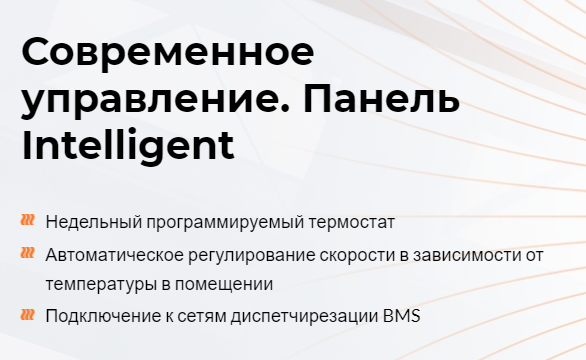 Современное
управление. Панель
Intelligent
Недельный программируемый термостат
Автоматическое регулирование скорости в зависимости от
температуры в помещении
Подключение к сетям диспетчирезации BMS